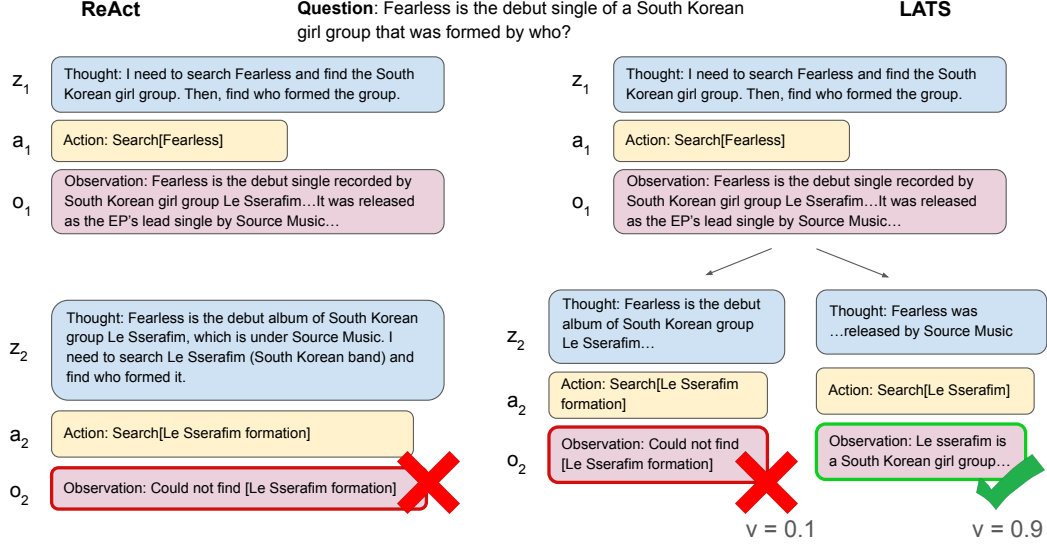 ReAct
Question: Fearless is the debut single of a South Korean
girl group that was formed by who?
LATS
z1
Thought: I need to search Fearless and find the South
Korean girl group. Then, find who formed the group.
a1
Action: Search[Fearless]
o1
Observation: Fearless is the debut single recorded by
South Korean girl group Le Sserafim…It was released
as the EP’s lead single by Source Music…
z2
Thought: Fearless is the debut album of South Korean
group Le Sserafim, which is under Source Music. I
need to search Le Sserafim (South Korean band) and
find who formed it.
a2
Action: Search[Le Sserafim formation]
o2
Observation: Could not find [Le Sserafim formation]
z1
Thought: I need to search Fearless and find the South
Korean girl group. Then, find who formed the group.
a1
Action: Search[Fearless]
o1
Observation: Fearless is the debut single recorded by
South Korean girl group Le Sserafim…It was released
as the EP’s lead single by Source Music…
z2
Thought: Fearless is the debut
album of South Korean group
Le Sserafim…
a2
Action: Search[Le Sserafim
formation]
o2
Observation: Could not find
[Le Sserafim formation]
v = 0.1
Thought: Fearless was
…released by Source Music
Action: Search[Le Sserafim]
Observation: Le sserafim is
a South Korean girl group…
v = 0.9